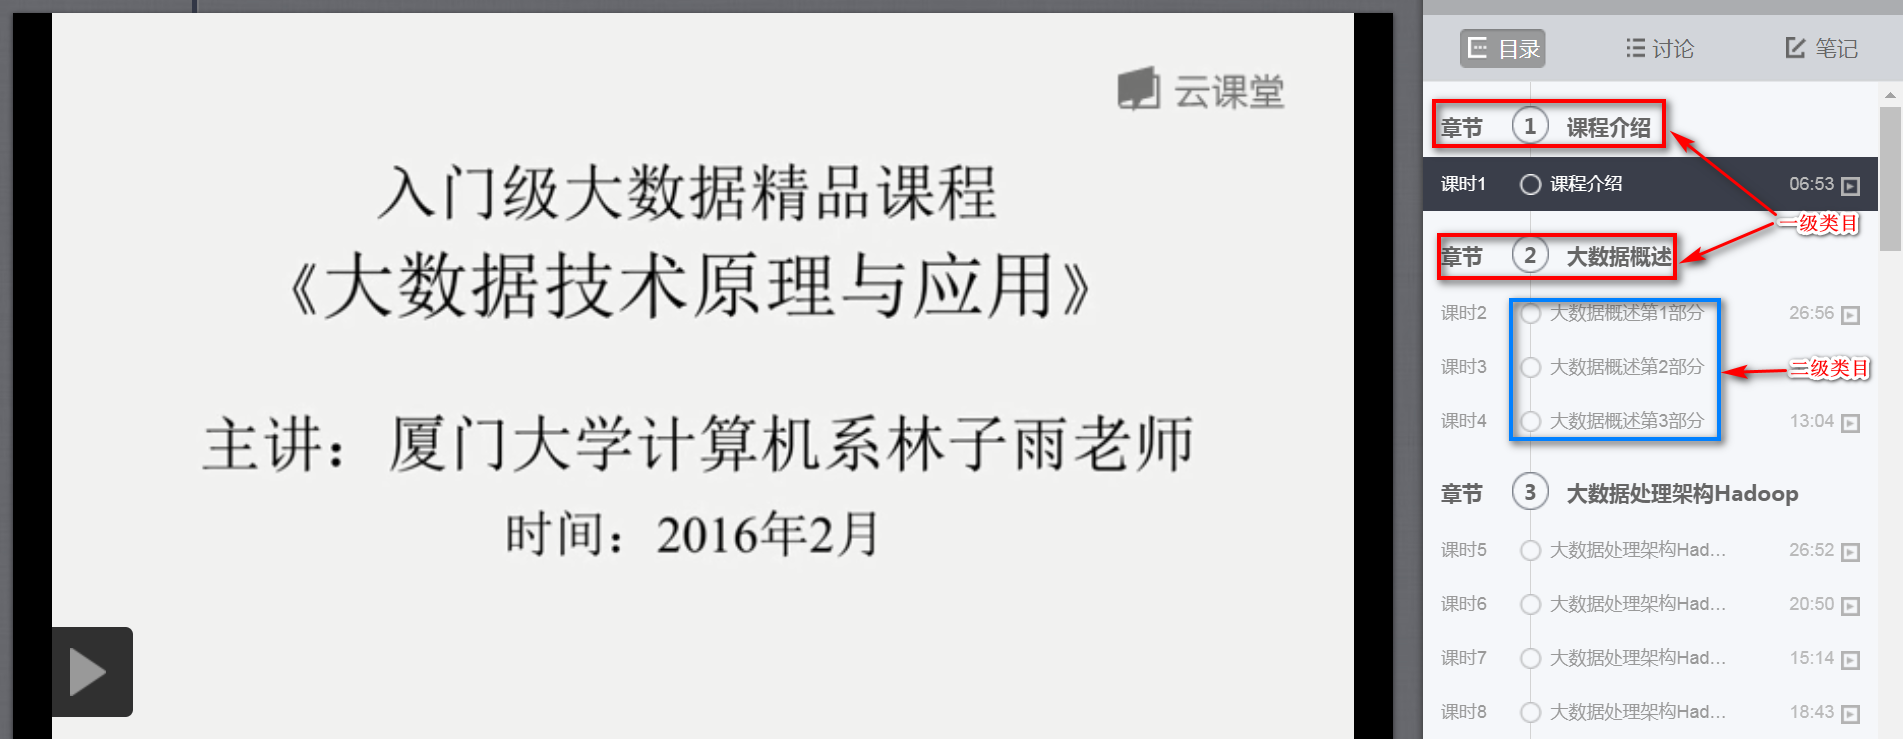 云课堂
入门级大数据精品课程
《大数据技术原理与应用》
主讲：厦门大学计算机系林子雨老师
时间：2016年2月
目录 讨论 笔记
章节 1 课程介绍
课时1 课程介绍 06:53
一级类目
章节 2 大数据概述
课时2 大数据概述第1部分 26:56
课时3 大数据概述第2部分
三级类目
课时4 大数据概述第3部分 13:04
章节 3 大数据处理架构Hadoop
课时5 大数据处理架构Had... 26:52
课时6 大数据处理架构Had... 20:50
课时7 大数据处理架构Had... 15:14
课时8 大数据处理架构Had... 18:43